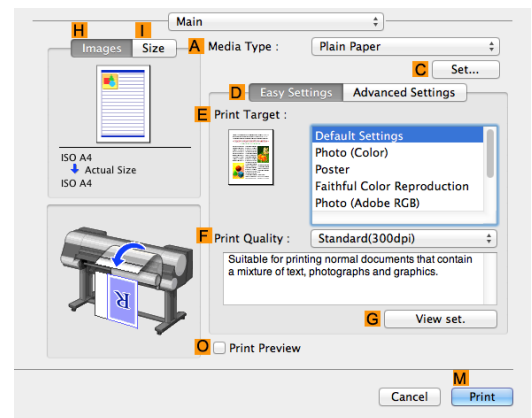 Main
H
I
Images Size
A Media Type : Plain Paper
C Set...
D Easy Settings Advanced Settings
E Print Target :
Default Settings
Photo (Color)
Poster
Faithful Color Reproduction
Photo (Adobe RGB)
ISO A4
Actual Size
ISO A4
F Print Quality : Standard(300dpi)
Suitable for printing normal documents that contain
a mixture of text, photographs and graphics.
R
G View set.
O Print Preview
M
Cancel Print